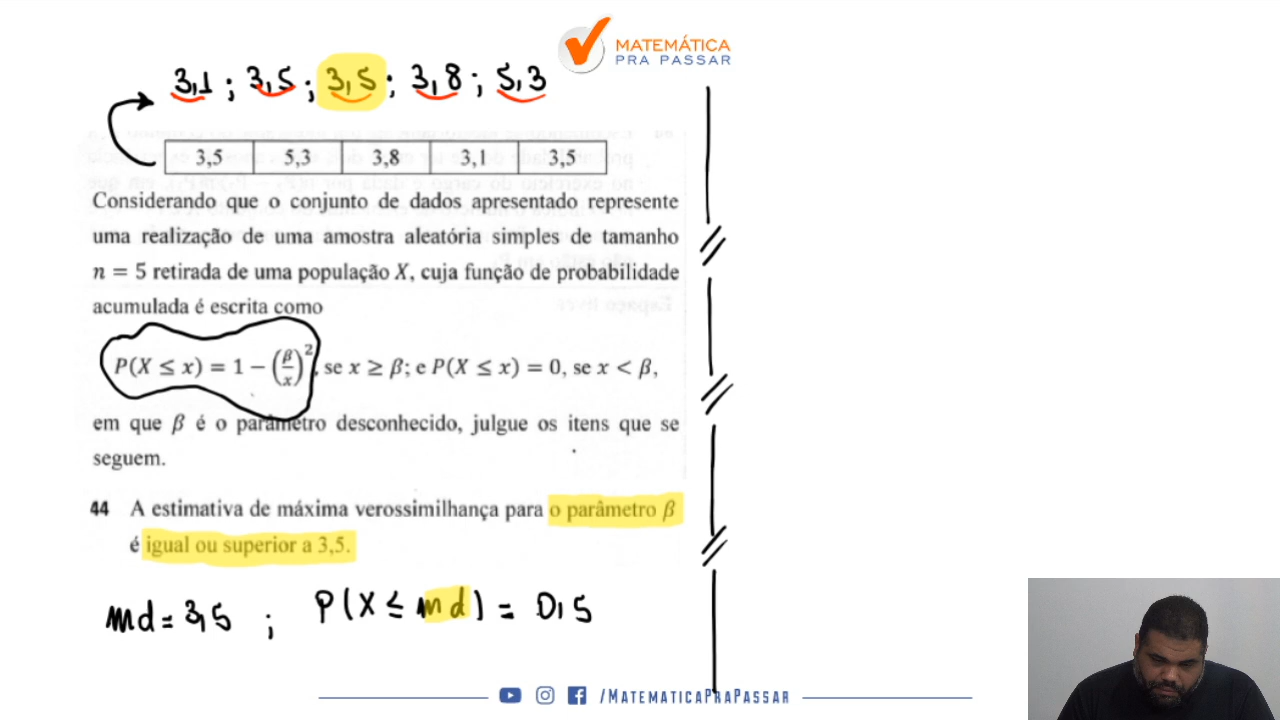 MATEMÁTICA
PRA PASSAR
3,1 ; 3,5 ; 3,5 ; 3,8 ; 5,3
3,5 5,3 3,8 3,1 3,5
Considerando que o conjunto de dados apresentado represente
uma realização de uma amostra aleatória simples de tamanho
n = 5 retirada de uma população X, cuja função de probabilidade
acumulada é escrita como
P(X ≤ x) = 1 − (β/x)², se x ≥ β; e P(X ≤ x) = 0, se x < β,
em que β é o parâmetro desconhecido, julgue os itens que se
seguem.
44 A estimativa de máxima verossimilhança para o parâmetro β
é igual ou superior a 3,5.
md = 3,5 ; P(X ≤ md) = 0,5
/MATEMATICAPRAPASSAR